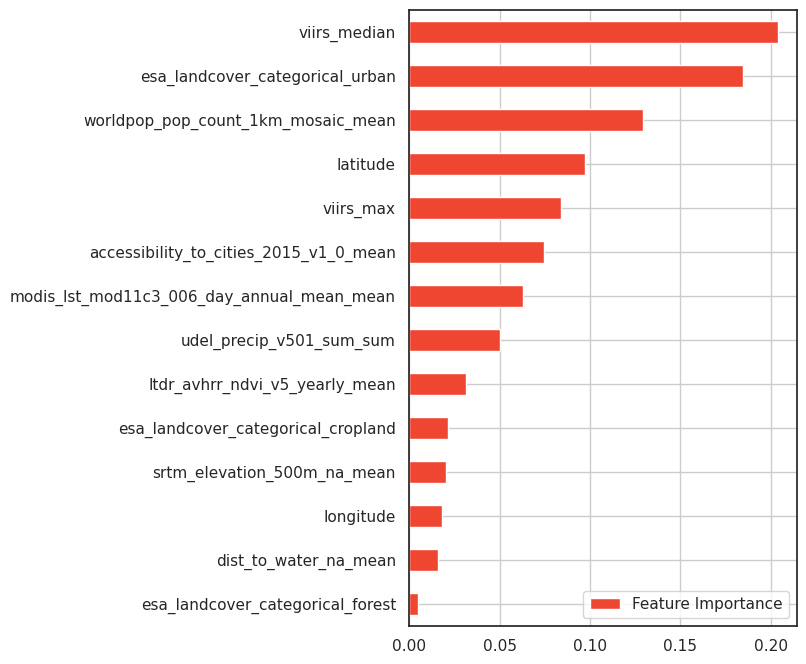 viirs_median
esa_landcover_categorical_urban
worldpop_pop_count_1km_mosaic_mean
latitude
viirs_max
accessibility_to_cities_2015_v1_0_mean
modis_lst_mod11c3_006_day_annual_mean_mean
udel_precip_v501_sum_sum
ltdr_avhrr_ndvi_v5_yearly_mean
esa_landcover_categorical_cropland
srtm_elevation_500m_na_mean
longitude
dist_to_water_na_mean
esa_landcover_categorical_forest
Feature Importance
0.00 0.05 0.10 0.15 0.20